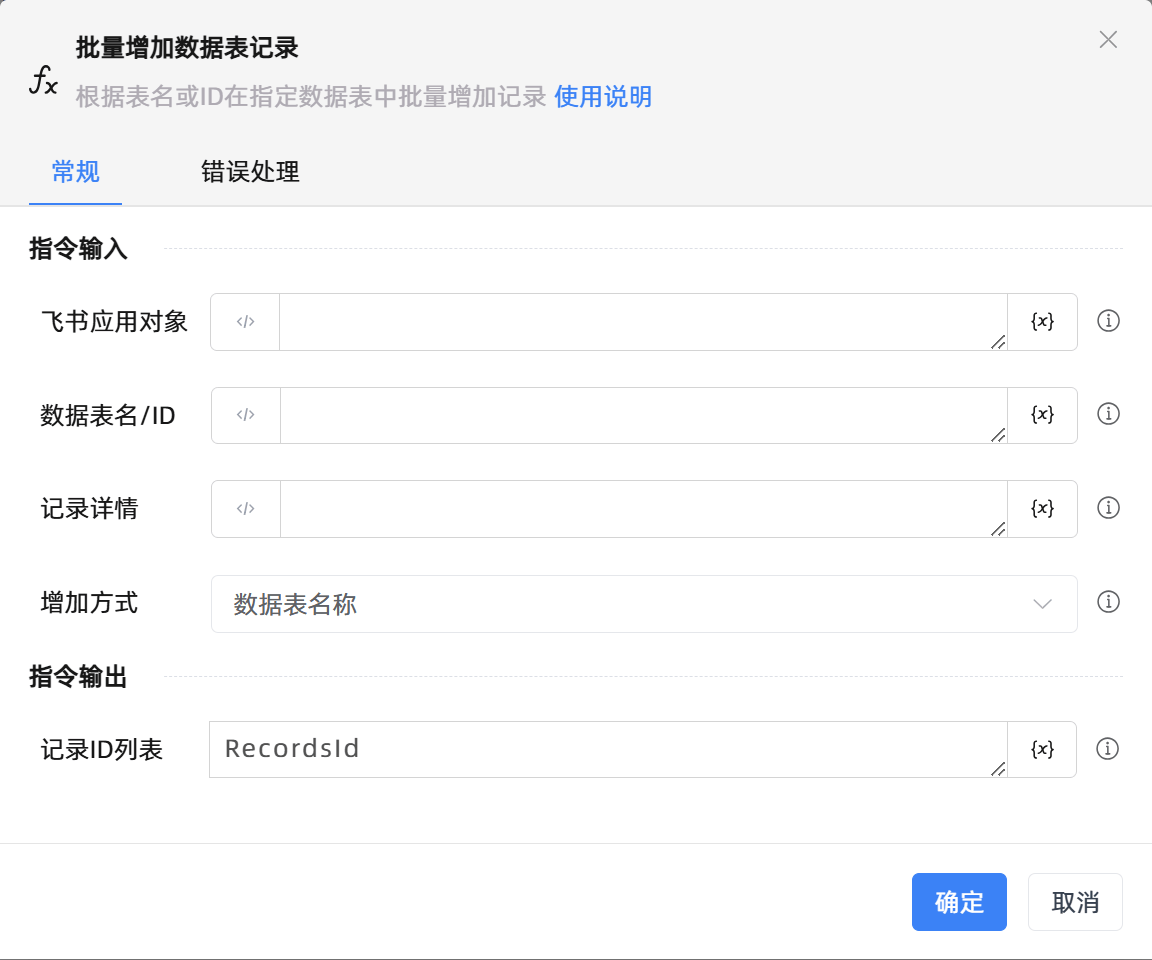 批量增加数据表记录
fx
根据表名或ID在指定数据表中批量增加记录 使用说明
常规 错误处理
指令输入
飞书应用对象 </> {x}
数据表名/ID </> {x}
记录详情 </> {x}
增加方式 数据表名称
指令输出
记录ID列表 RecordsId {x}
确定 取消